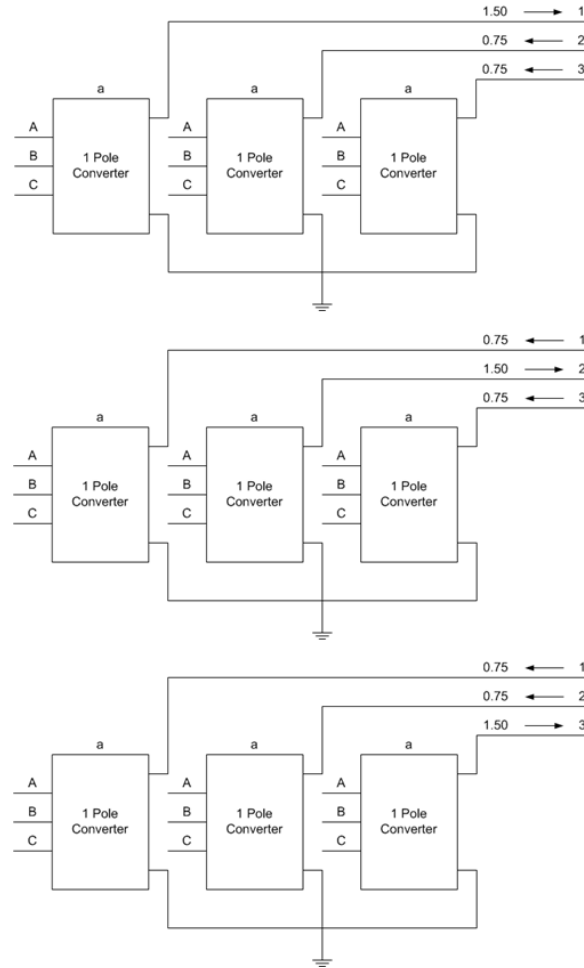 1.50 1
0.75 2
0.75 3
a a a
A A A
B 1 Pole Converter B 1 Pole Converter B 1 Pole Converter
C C C
0.75 1
1.50 2
0.75 3
a a a
A A A
B 1 Pole Converter B 1 Pole Converter B 1 Pole Converter
C C C
0.75 1
0.75 2
1.50 3
a a a
A A A
B 1 Pole Converter B 1 Pole Converter B 1 Pole Converter
C C C